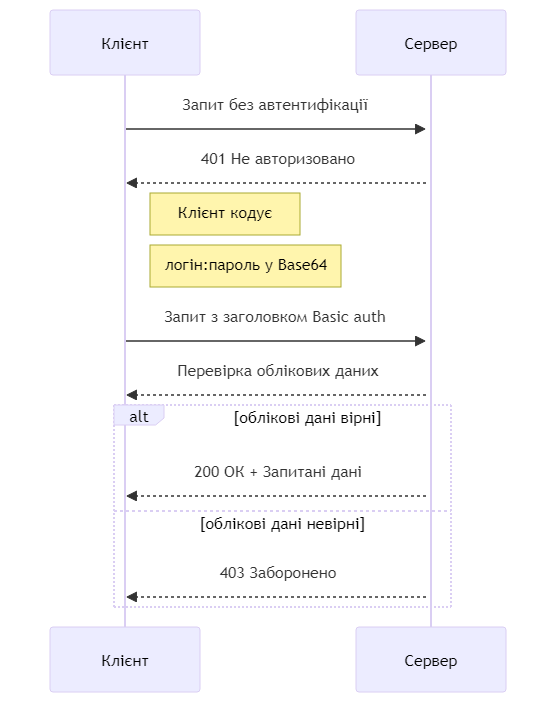 Клієнт
Сервер
Запит без автентифікації
401 Не авторизовано
Клієнт кодує
логін:пароль у Base64
Запит з заголовком Basic auth
Перевірка облікових даних
alt
[облікові дані вірні]
200 OK + Запитані дані
[облікові дані невірні]
403 Заборонено
Клієнт
Сервер